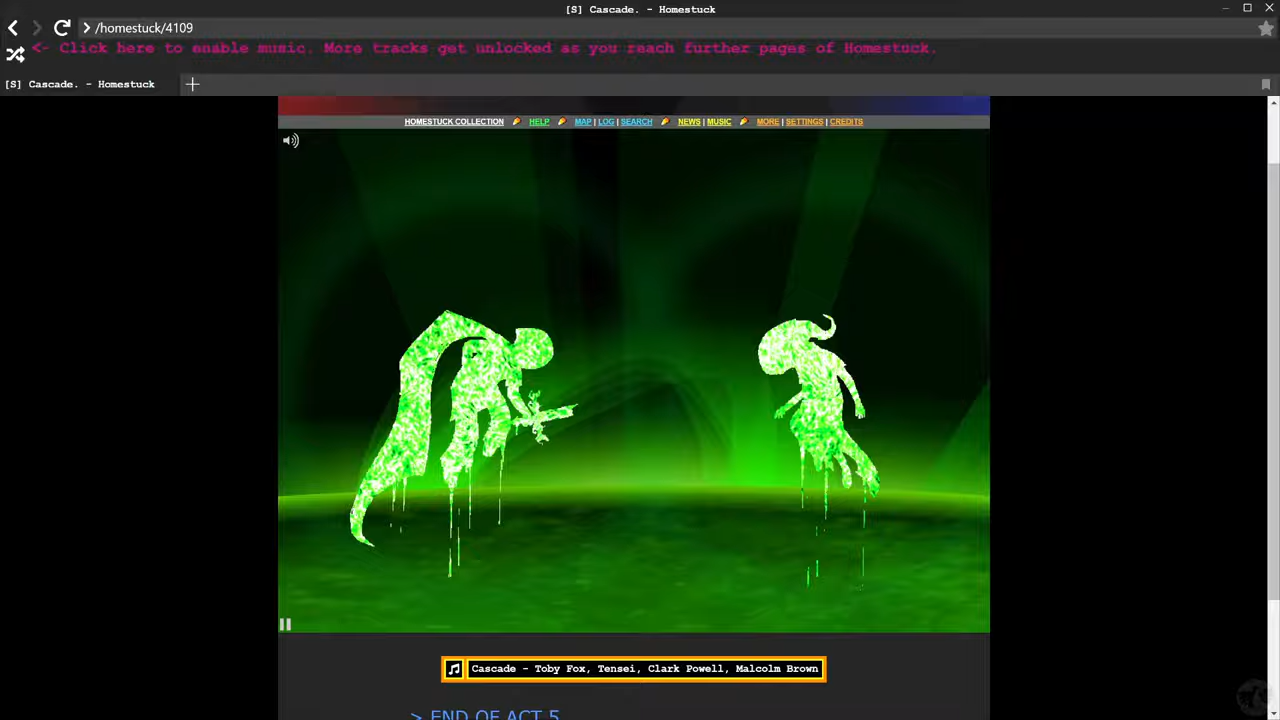 [S] Cascade. - Homestuck
/homestuck/4109
<- Click here to enable music. More tracks get unlocked as you reach further pages of Homestuck.
[S] Cascade. - Homestuck
HOMESTUCK COLLECTION HELP MAP | LOG | SEARCH NEWS | MUSIC MORE | SETTINGS | CREDITS
Cascade - Toby Fox, Tensei, Clark Powell, Malcolm Brown
> END OF ACT 5